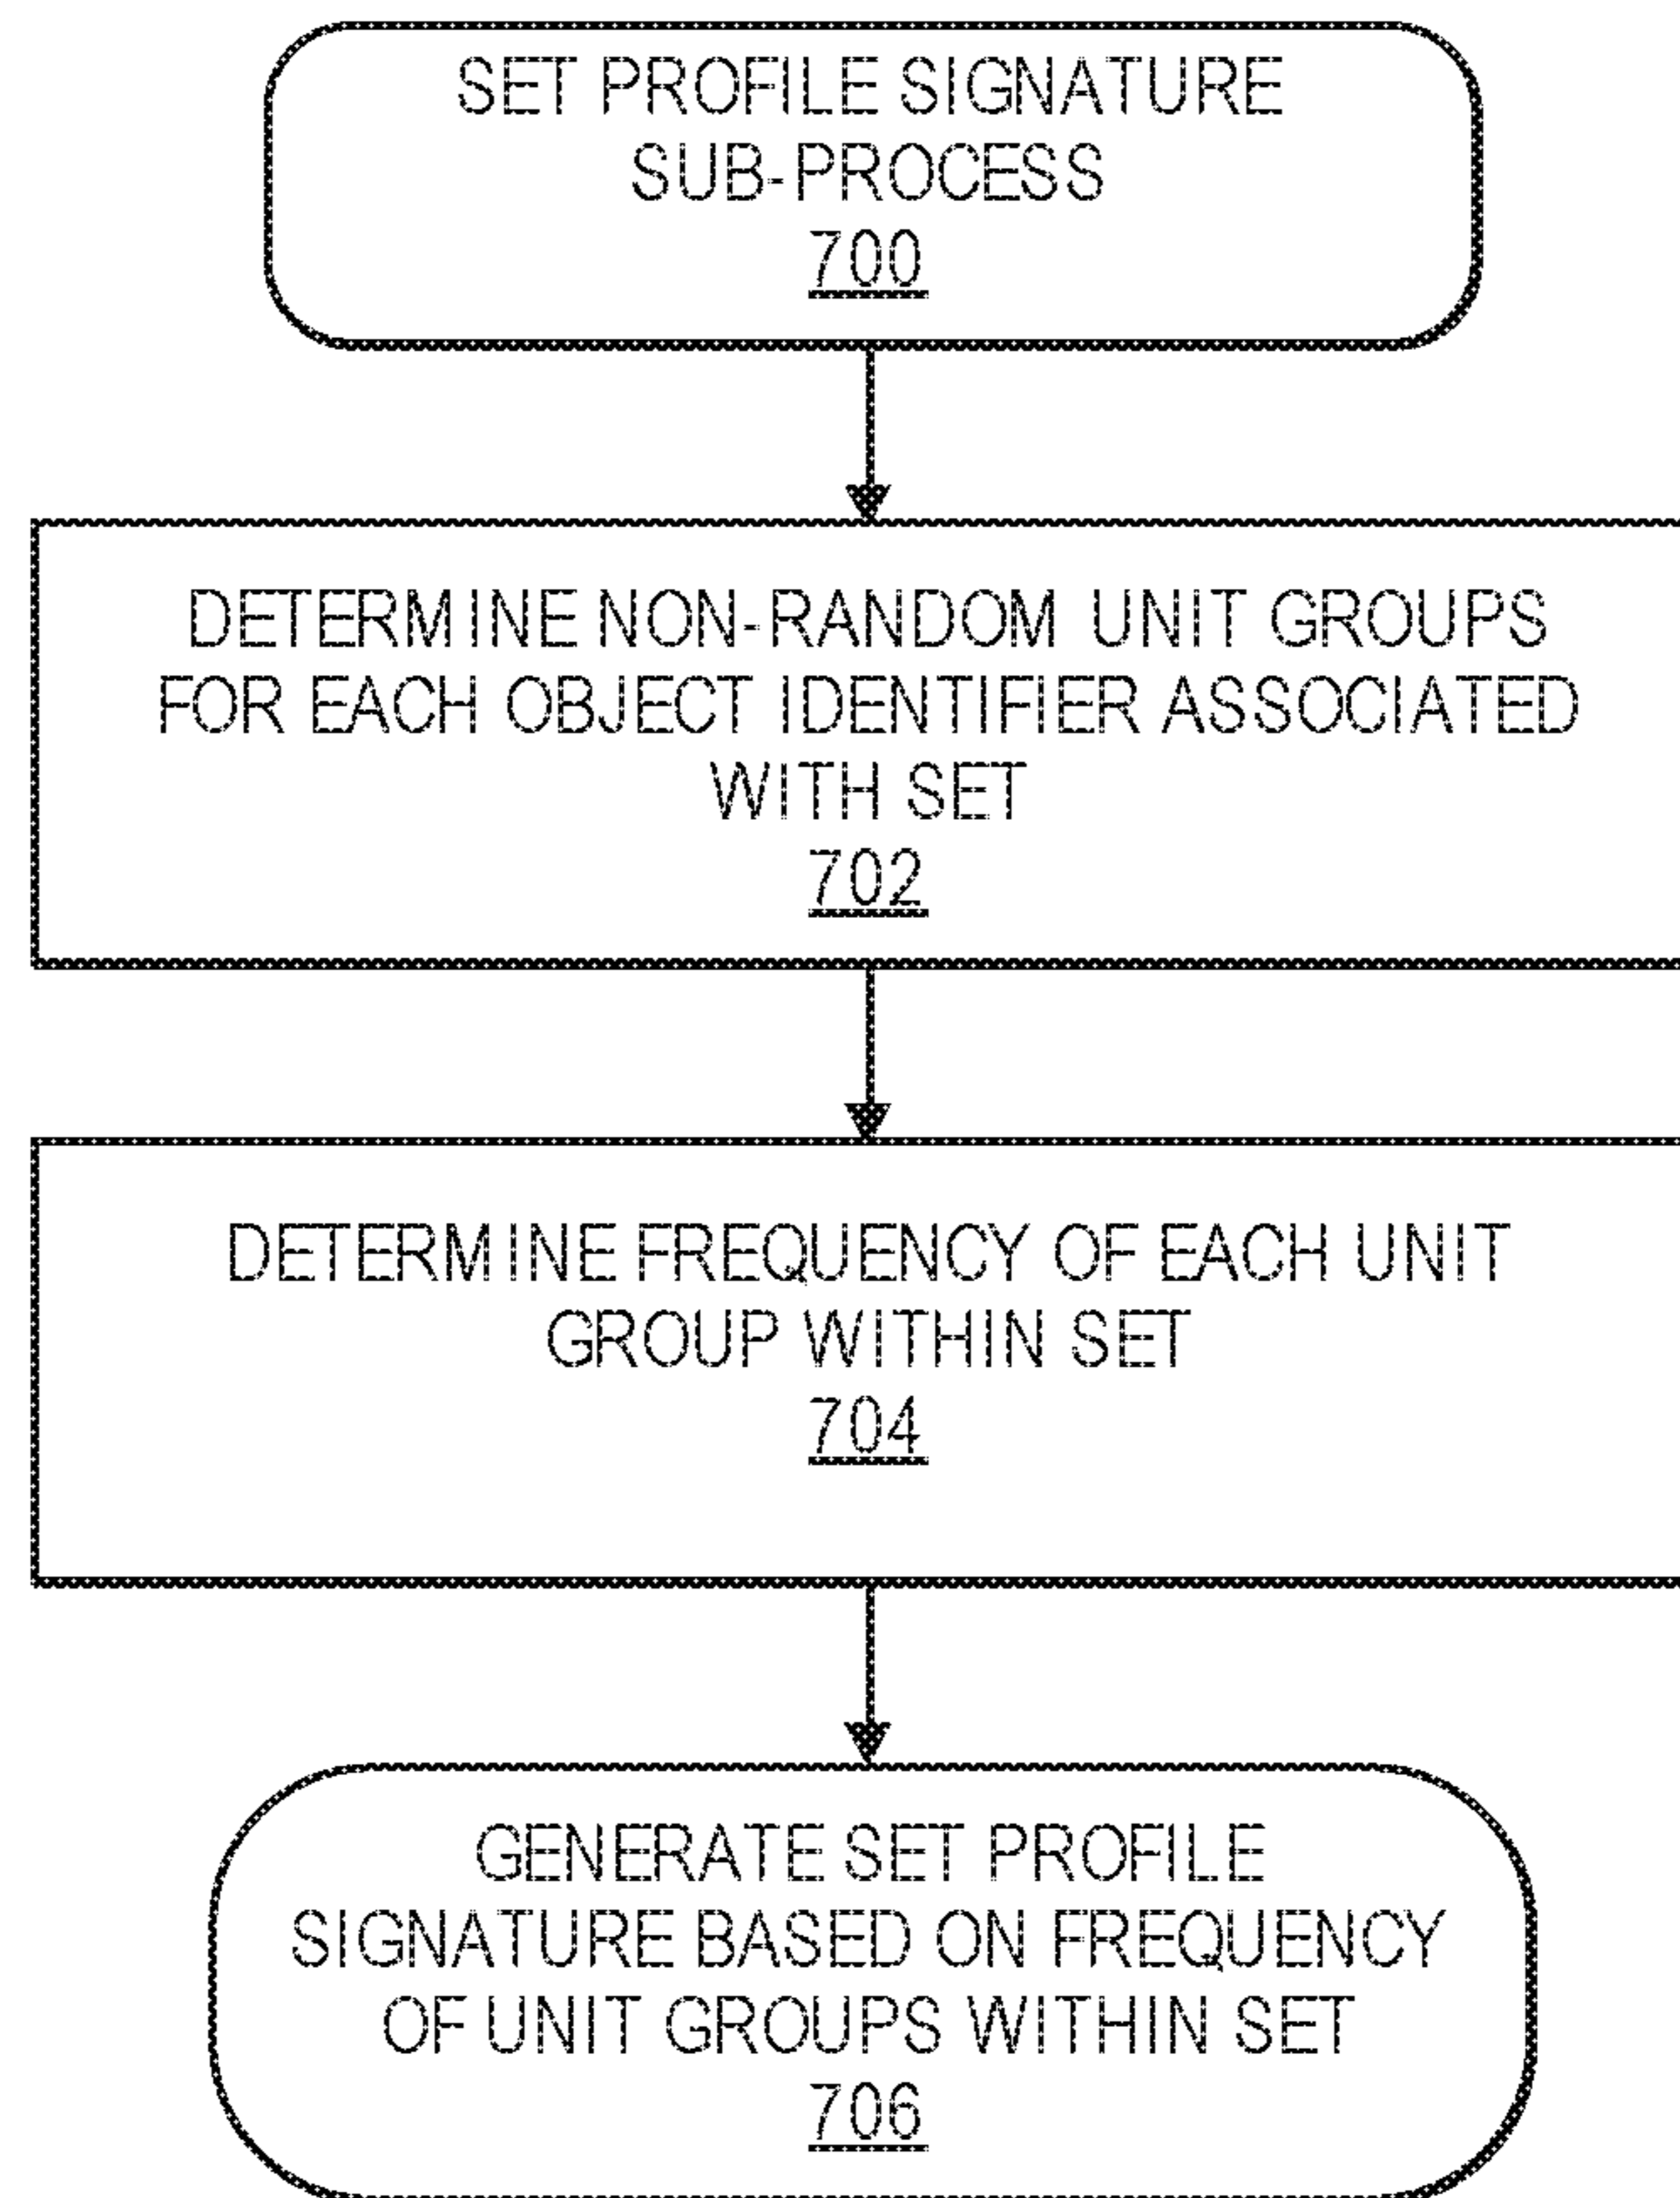 SET PROFILE SIGNATURE
SUB-PROCESS
700
DETERMINE NON-RANDOM UNIT GROUPS
FOR EACH OBJECT IDENTIFIER ASSOCIATED
WITH SET
702
DETERMINE FREQUENCY OF EACH UNIT
GROUP WITHIN SET
704
GENERATE SET PROFILE
SIGNATURE BASED ON FREQUENCY
OF UNIT GROUPS WITHIN SET
706